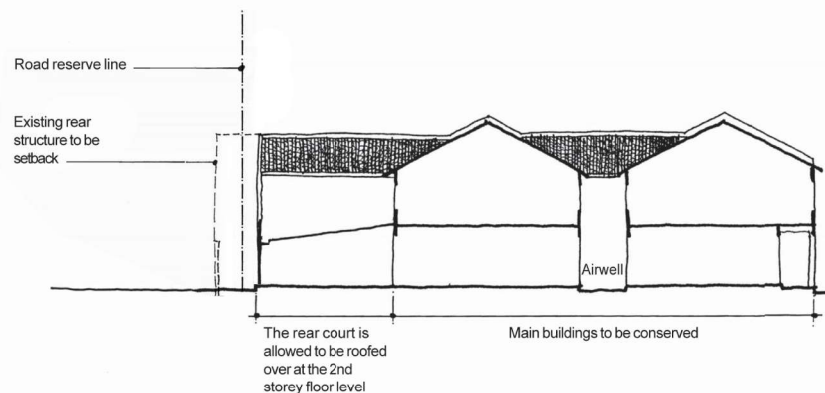 Road reserve line
Existing rear
structure to be
setback
Airwell
The rear court is
allowed to be roofed
over at the 2nd
storey floor level
Main buildings to be conserved